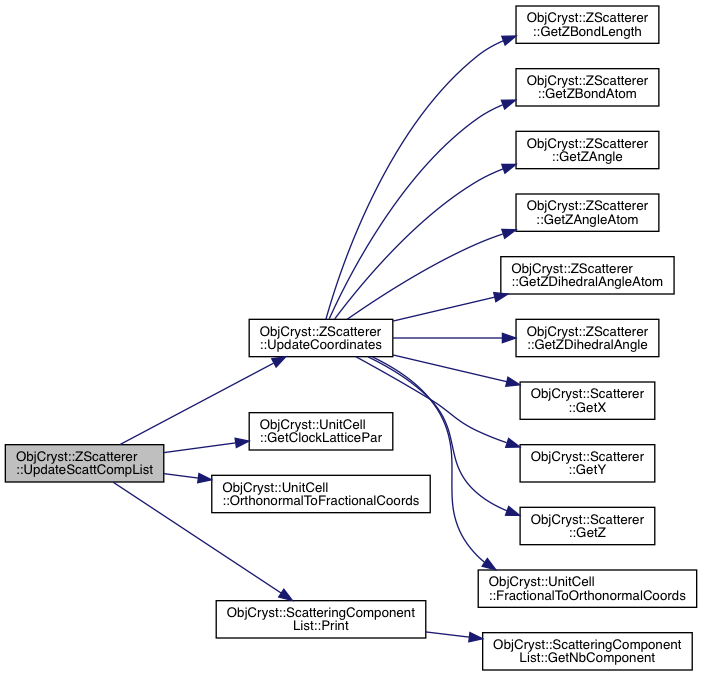 ObjCryst::ZScatterer
::GetZBondLength
ObjCryst::ZScatterer
::GetZBondAtom
ObjCryst::ZScatterer
::GetZAngle
ObjCryst::ZScatterer
::GetZAngleAtom
ObjCryst::ZScatterer
::GetZDihedralAngleAtom
ObjCryst::ZScatterer
::UpdateCoordinates
ObjCryst::ZScatterer
::GetZDihedralAngle
ObjCryst::Scatterer
::GetX
ObjCryst::UnitCell
::GetClockLatticePar
ObjCryst::ZScatterer
::UpdateScattCompList
ObjCryst::Scatterer
::GetY
ObjCryst::UnitCell
::OrthonormalToFractionalCoords
ObjCryst::Scatterer
::GetZ
ObjCryst::UnitCell
::FractionalToOrthonormalCoords
ObjCryst::ScatteringComponent
List::Print
ObjCryst::ScatteringComponent
List::GetNbComponent